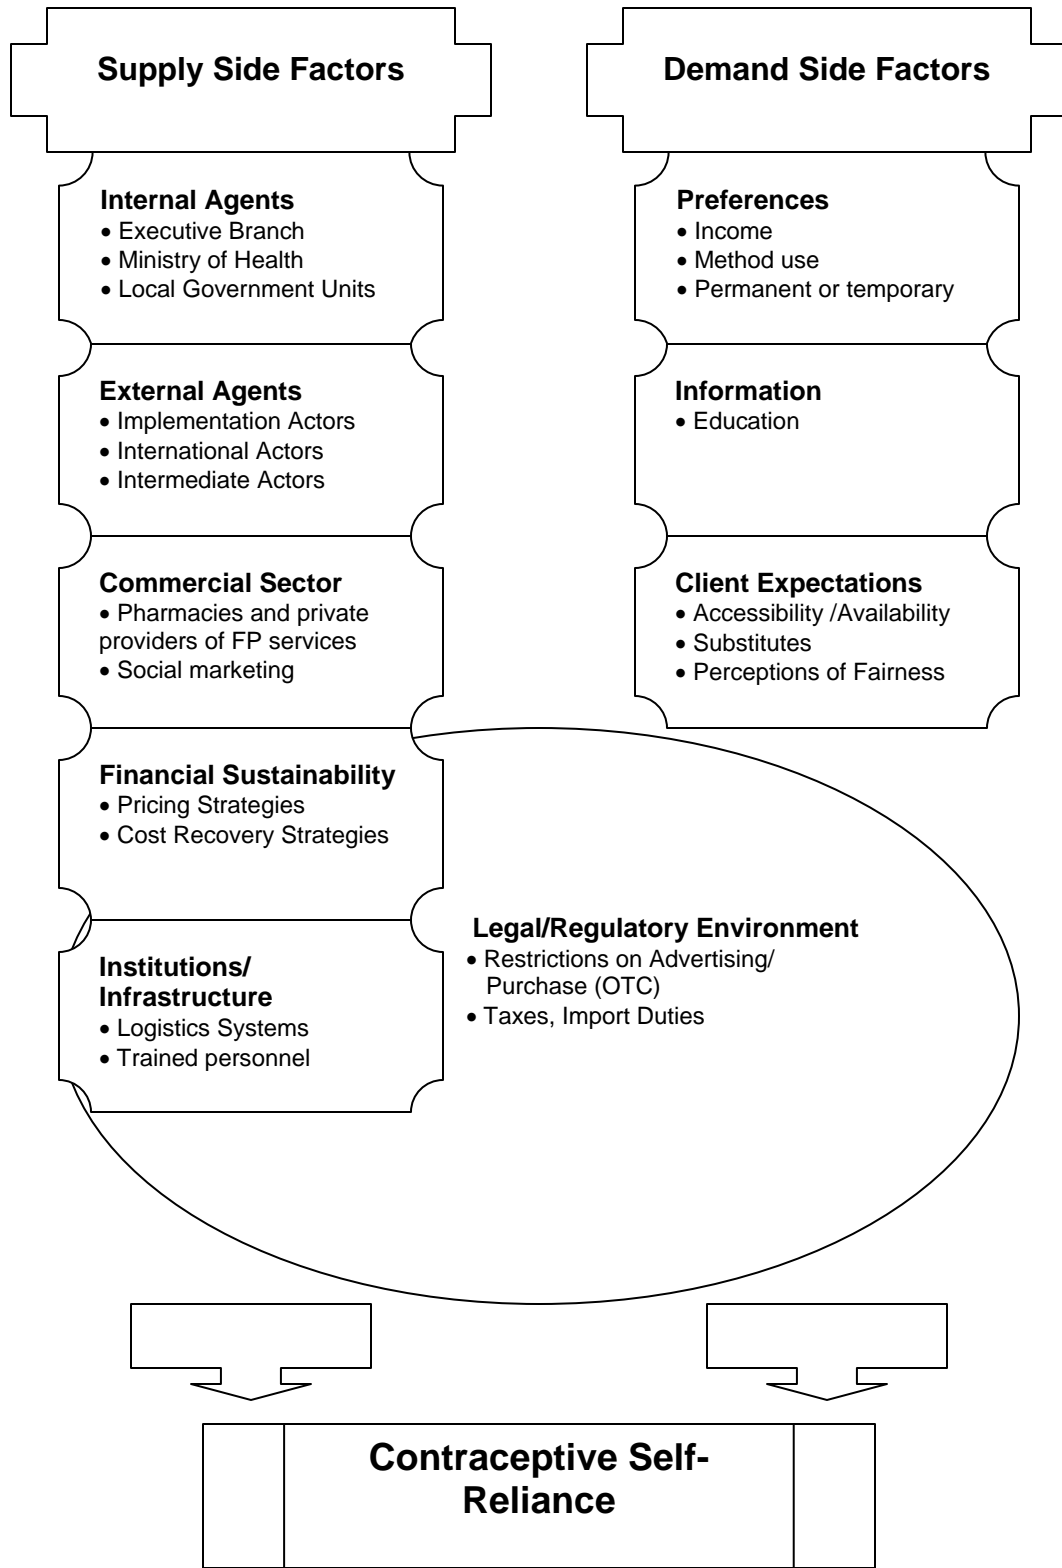 Supply Side Factors
Internal Agents
• Executive Branch
• Ministry of Health
• Local Government Units
External Agents
• Implementation Actors
• International Actors
• Intermediate Actors
Commercial Sector
• Pharmacies and private
providers of FP services
• Social marketing
Financial Sustainability
• Pricing Strategies
• Cost Recovery Strategies
Institutions/
Infrastructure
• Logistics Systems
• Trained personnel
Demand Side Factors
Preferences
• Income
• Method use
• Permanent or temporary
Information
• Education
Client Expectations
• Accessibility /Availability
• Substitutes
• Perceptions of Fairness
Legal/Regulatory Environment
• Restrictions on Advertising/
Purchase (OTC)
• Taxes, Import Duties
Contraceptive Self-
Reliance